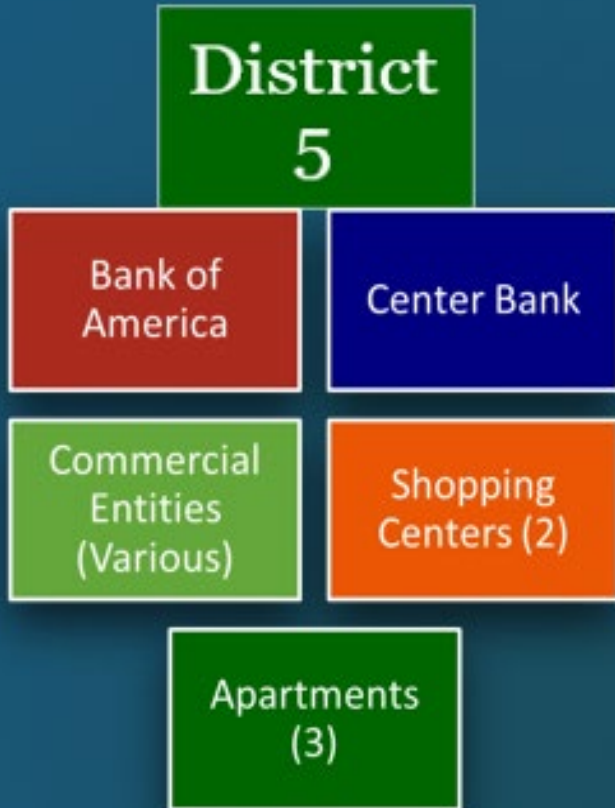 District
5
Bank of
America
Center Bank
Commercial
Entities
(Various)
Shopping
Centers (2)
Apartments
(3)